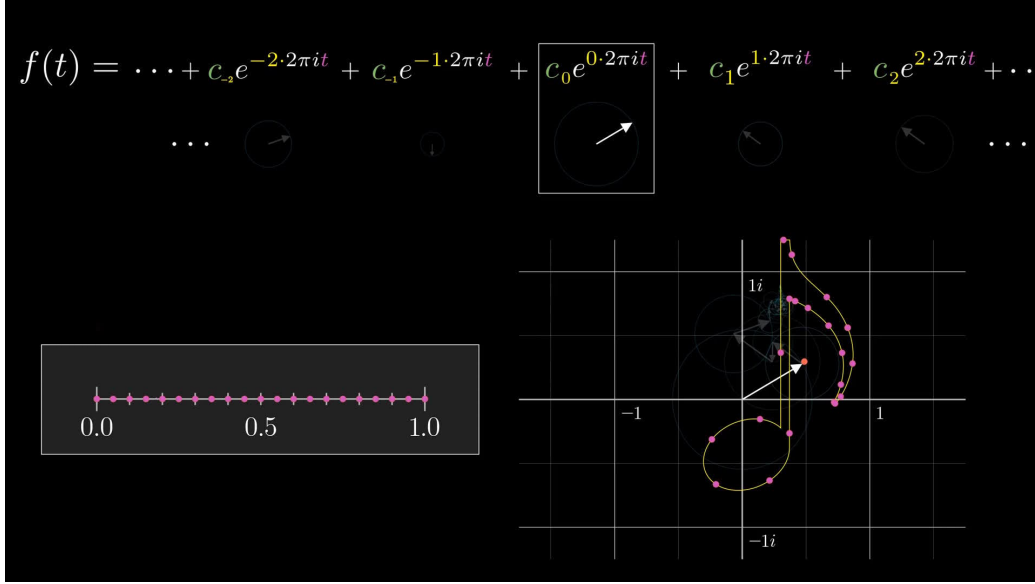 f(t) = ··· + c₋₂e^{-2·2πit} + c₋₁e^{-1·2πit} + c₀e^{0·2πit} + c₁e^{1·2πit} + c₂e^{2·2πit} + ···
··· ···
1i
-1 1
0.0 0.5 1.0
-1i